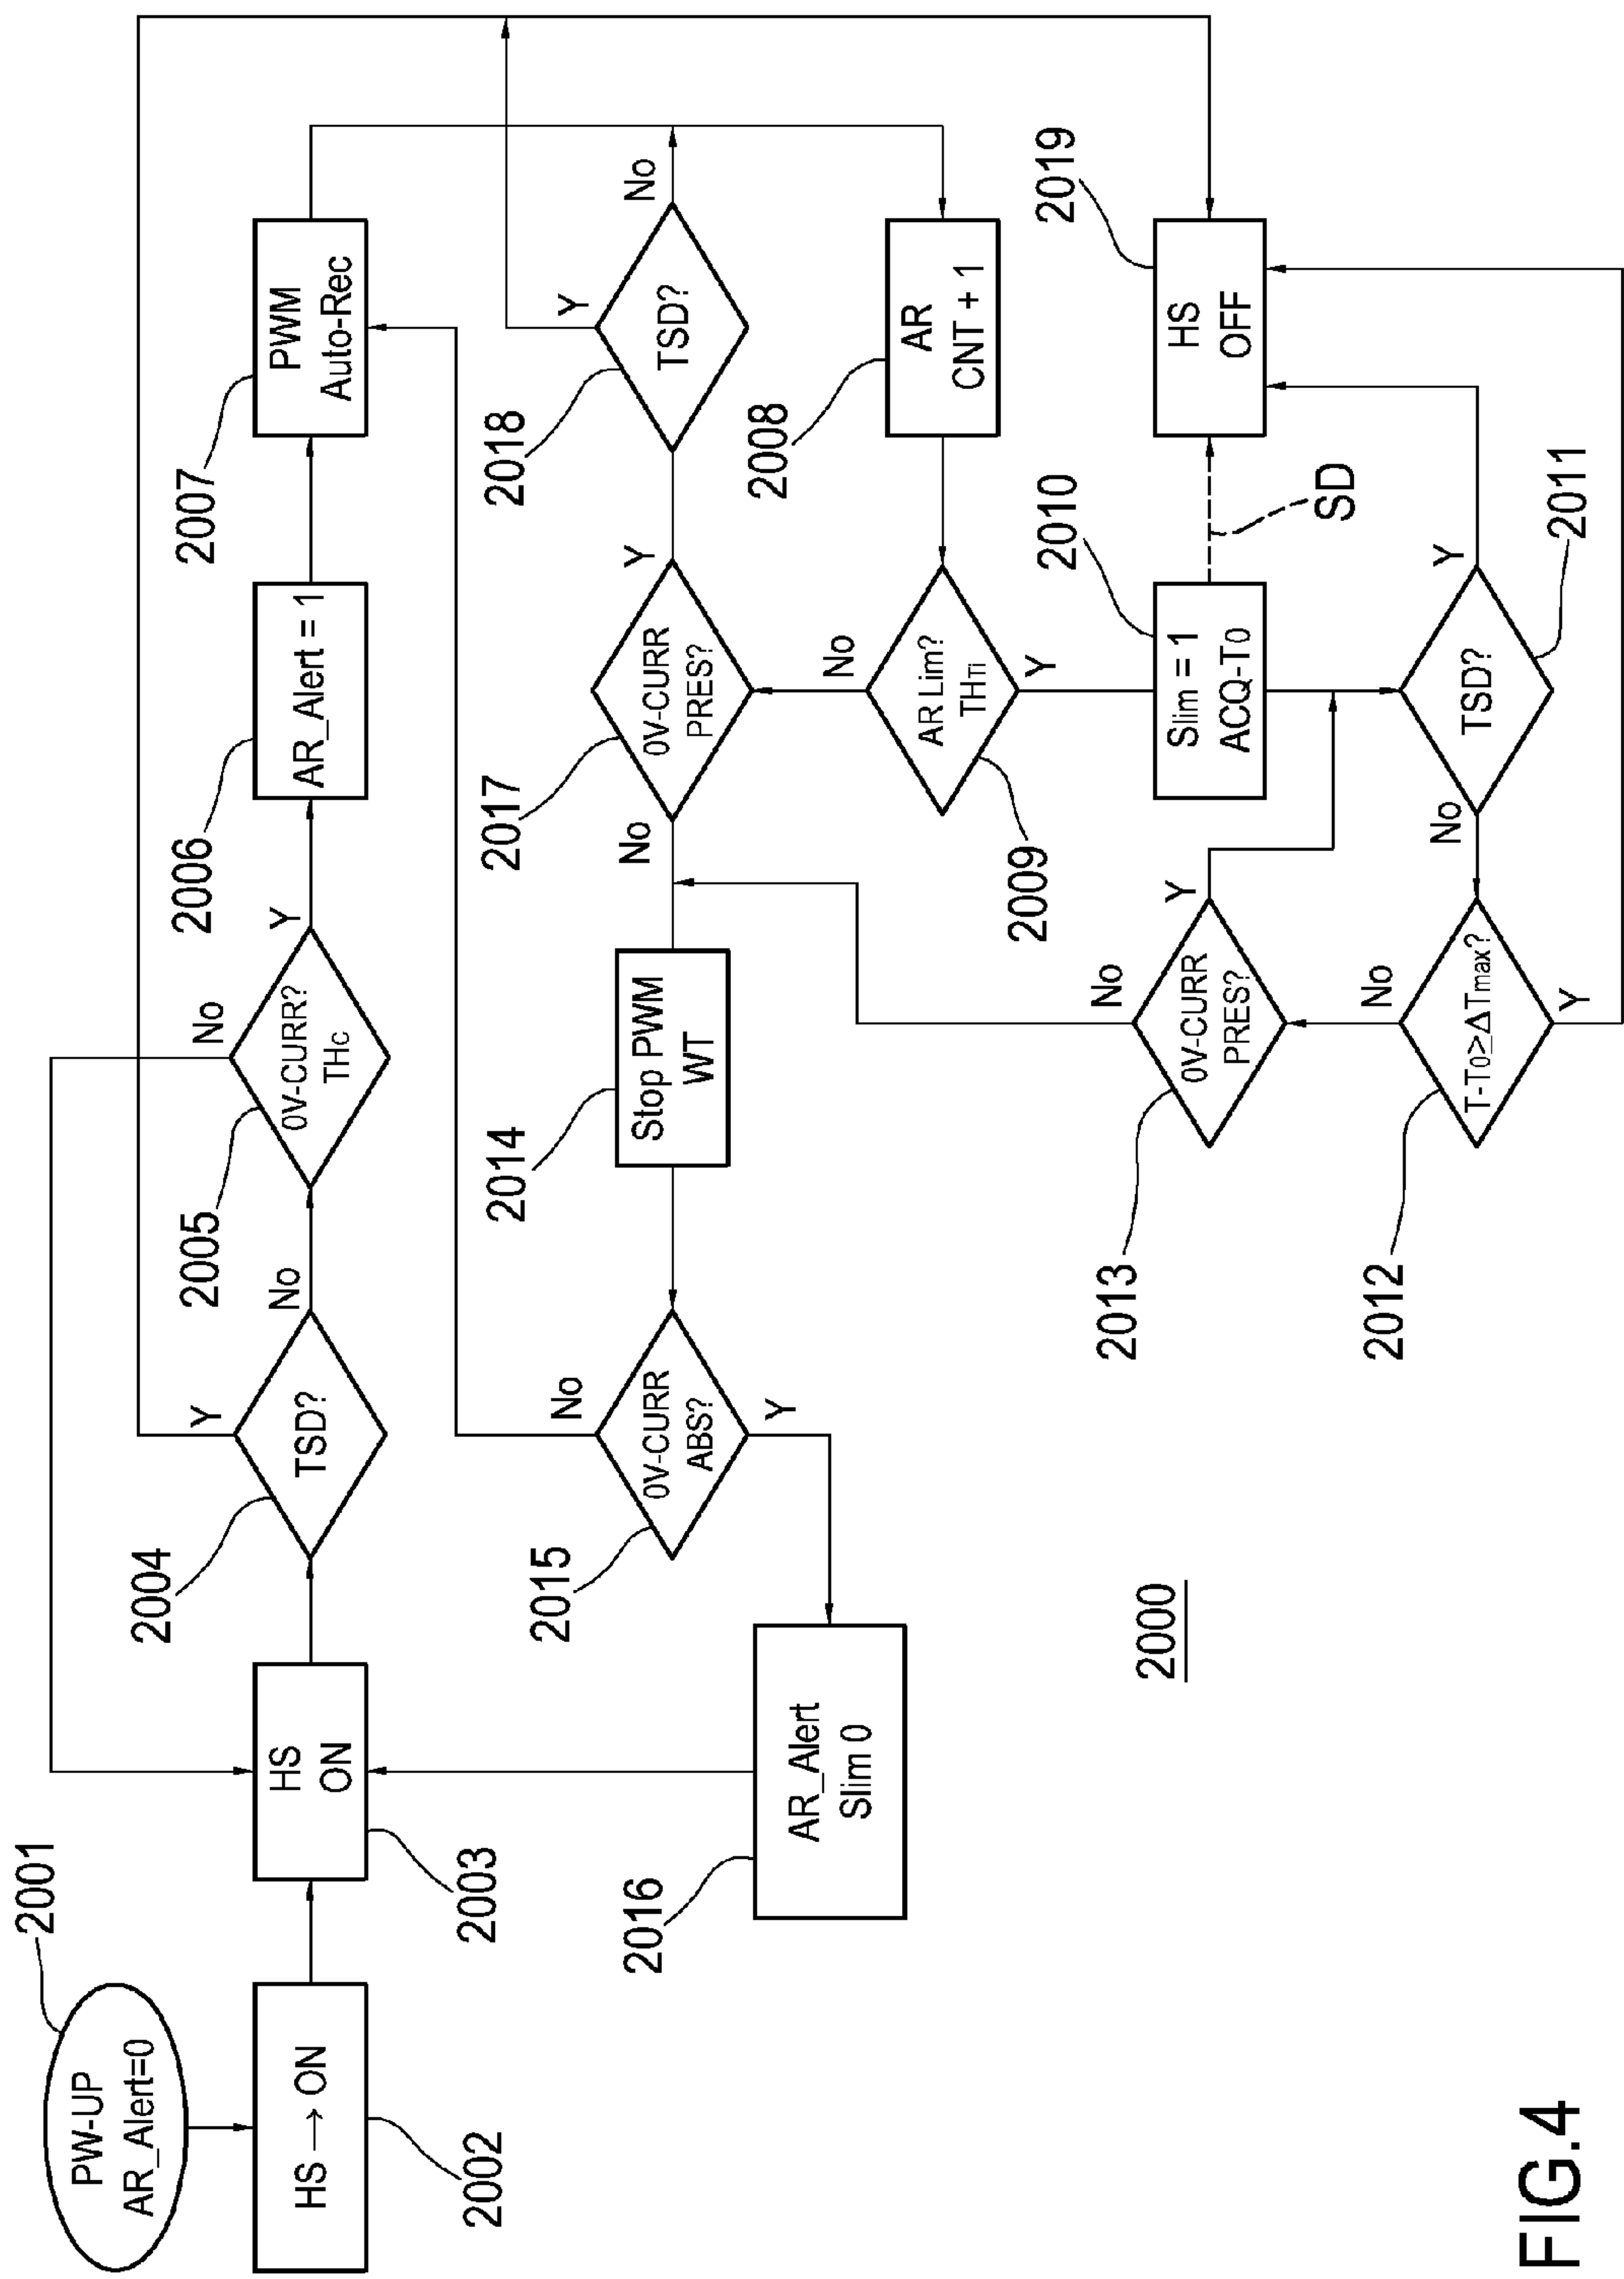 2001
PW-UP
AR_Alert=0
HS → ON
2002
HS
ON
2003
2004
TSD?
Y
No
2005
0V-CURR?
THc
No
Y
2006
AR_Alert = 1
2007
PWM
Auto-Rec
2016
AR_Alert
Slim 0
2015
0V-CURR
ABS?
No
Y
2014
Stop PWM
WT
2017
0V-CURR
PRES?
No
Y
2018
TSD?
Y
No
2008
AR
CNT + 1
2009
AR Lim?
THTi
No
Y
2010
Slim = 1
ACQ-T0
SD
2019
HS
OFF
2013
0V-CURR
PRES?
No
Y
2012
T-T0≥Δ Tmax?
No
Y
2011
TSD?
No
Y
2000
FIG.4